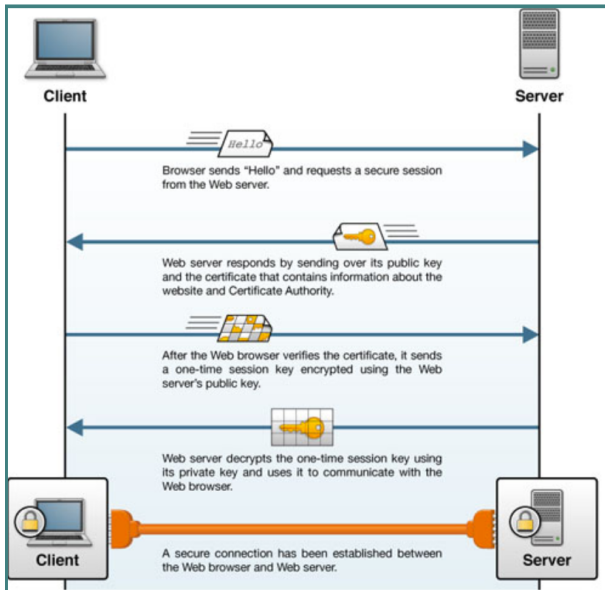 Client
Server
Hello
Browser sends “Hello” and requests a secure session
from the Web server.
Web server responds by sending over its public key
and the certificate that contains information about the
website and Certificate Authority.
After the Web browser verifies the certificate, it sends
a one-time session key encrypted using the Web
server’s public key.
Web server decrypts the one-time session key using
its private key and uses it to communicate with the
Web browser.
Client
A secure connection has been established between
the Web browser and Web server.
Server